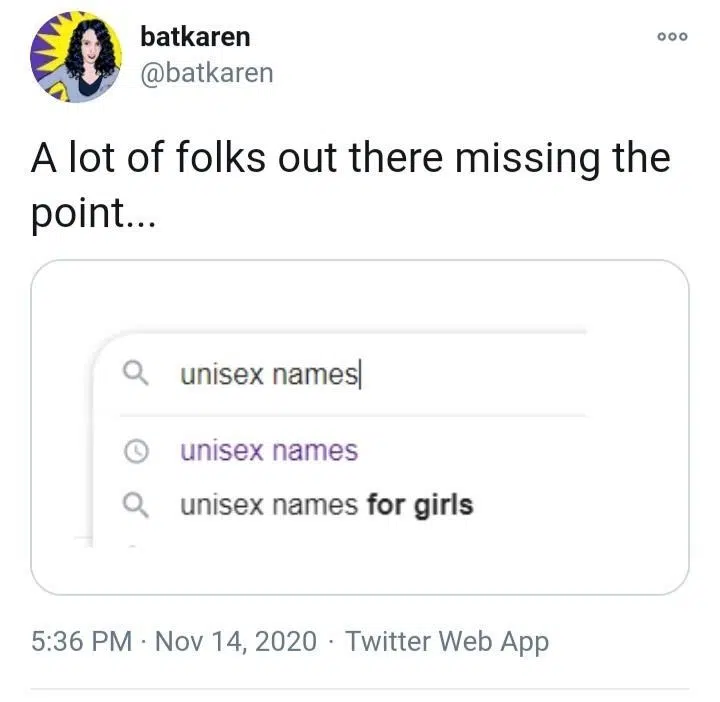 batkaren
@batkaren
A lot of folks out there missing the
point...
unisex names
unisex names
unisex names for girls
5:36 PM · Nov 14, 2020 · Twitter Web App